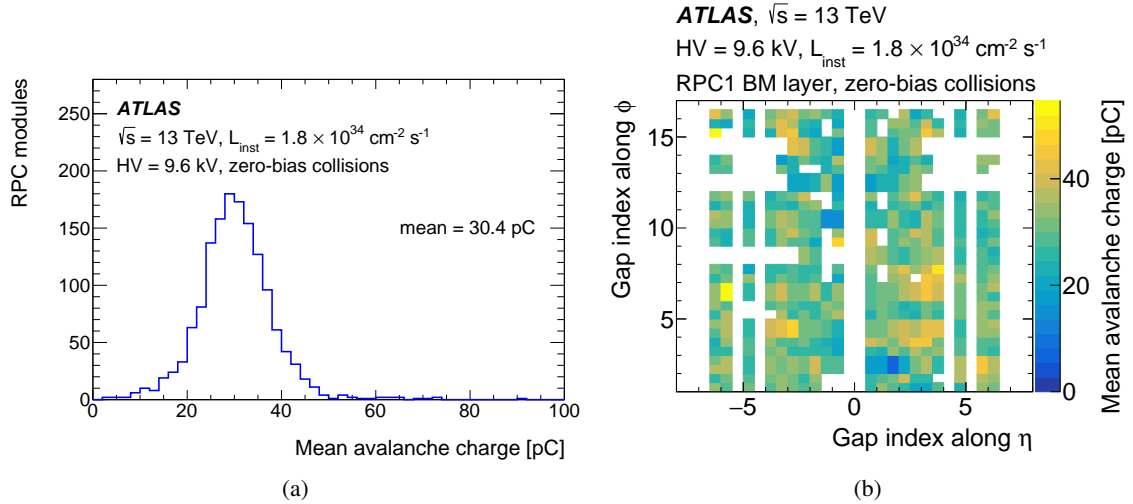 ATLAS
√s = 13 TeV, L_inst = 1.8 × 10^34 cm^-2 s^-1
HV = 9.6 kV, zero-bias collisions
mean = 30.4 pC
RPC modules
250
200
150
100
50
0
0 20 40 60 80 100
Mean avalanche charge [pC]
(a)
ATLAS, √s = 13 TeV
HV = 9.6 kV, L_inst = 1.8 × 10^34 cm^-2 s^-1
RPC1 BM layer, zero-bias collisions
Gap index along ϕ
15
10
5
−5 0 5
Gap index along η
40
20
0
Mean avalanche charge [pC]
(b)